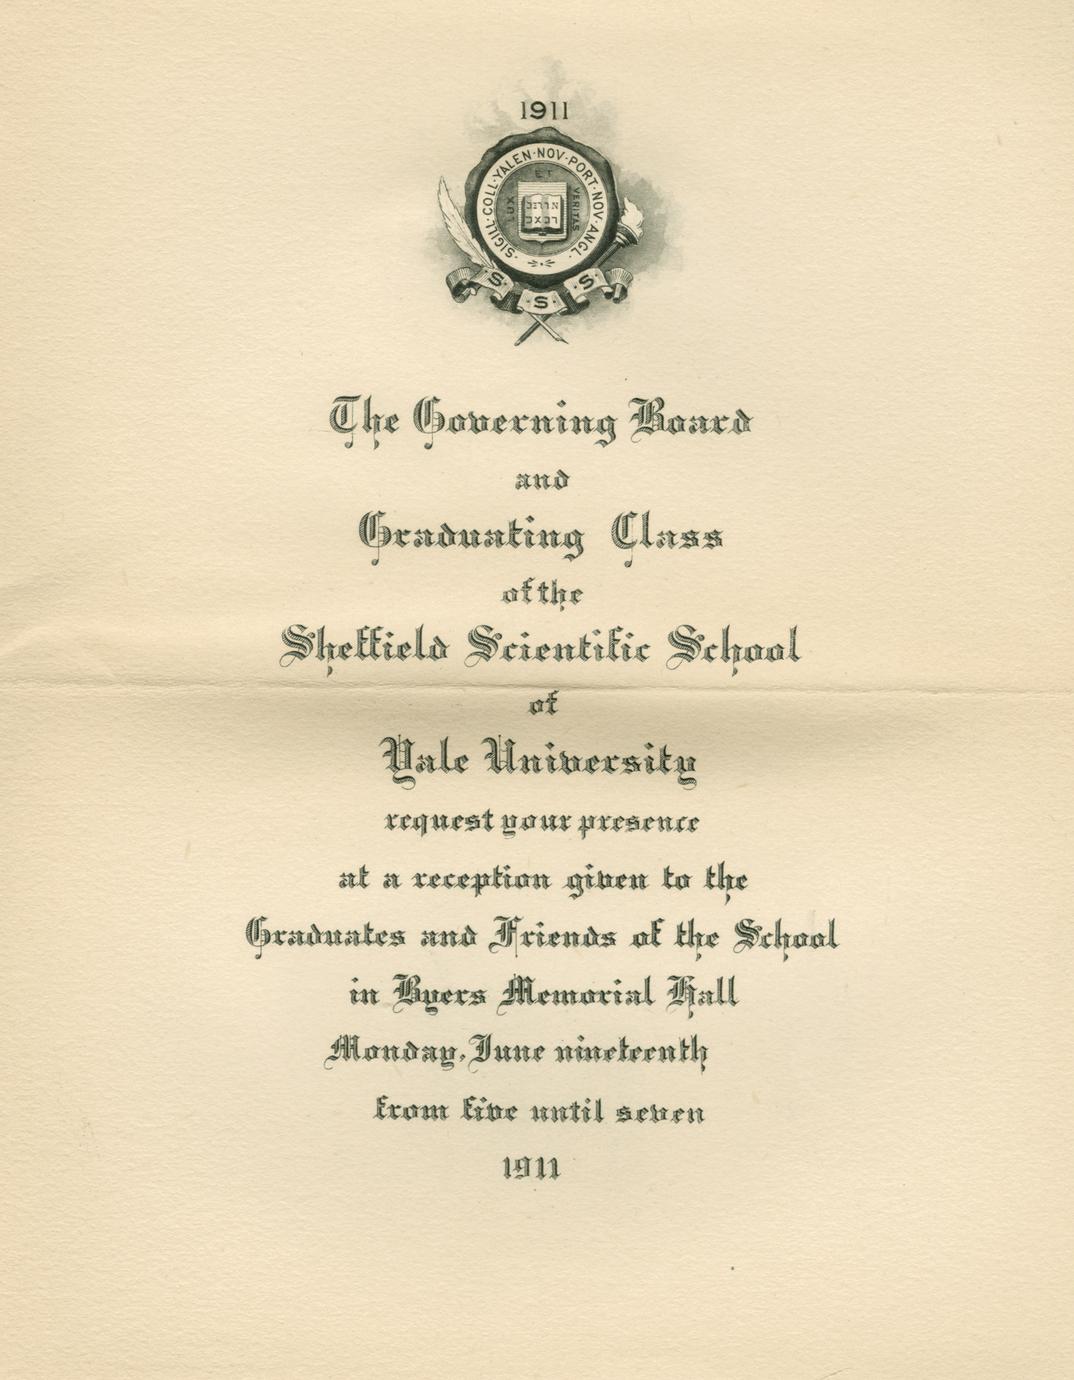 1911
SIGILL·COLL·YALEN·NOV·PORT·NOV·ANGL·
ET
LUX
VERITAS
S·
·S·
·S·
The Governing Board
and
Graduating Class
of the
Sheffield Scientific School
of
Yale University
request your presence
at a reception given to the
Graduates and Friends of the School
in Byers Memorial Hall
Monday, June nineteenth
from five until seven
1911